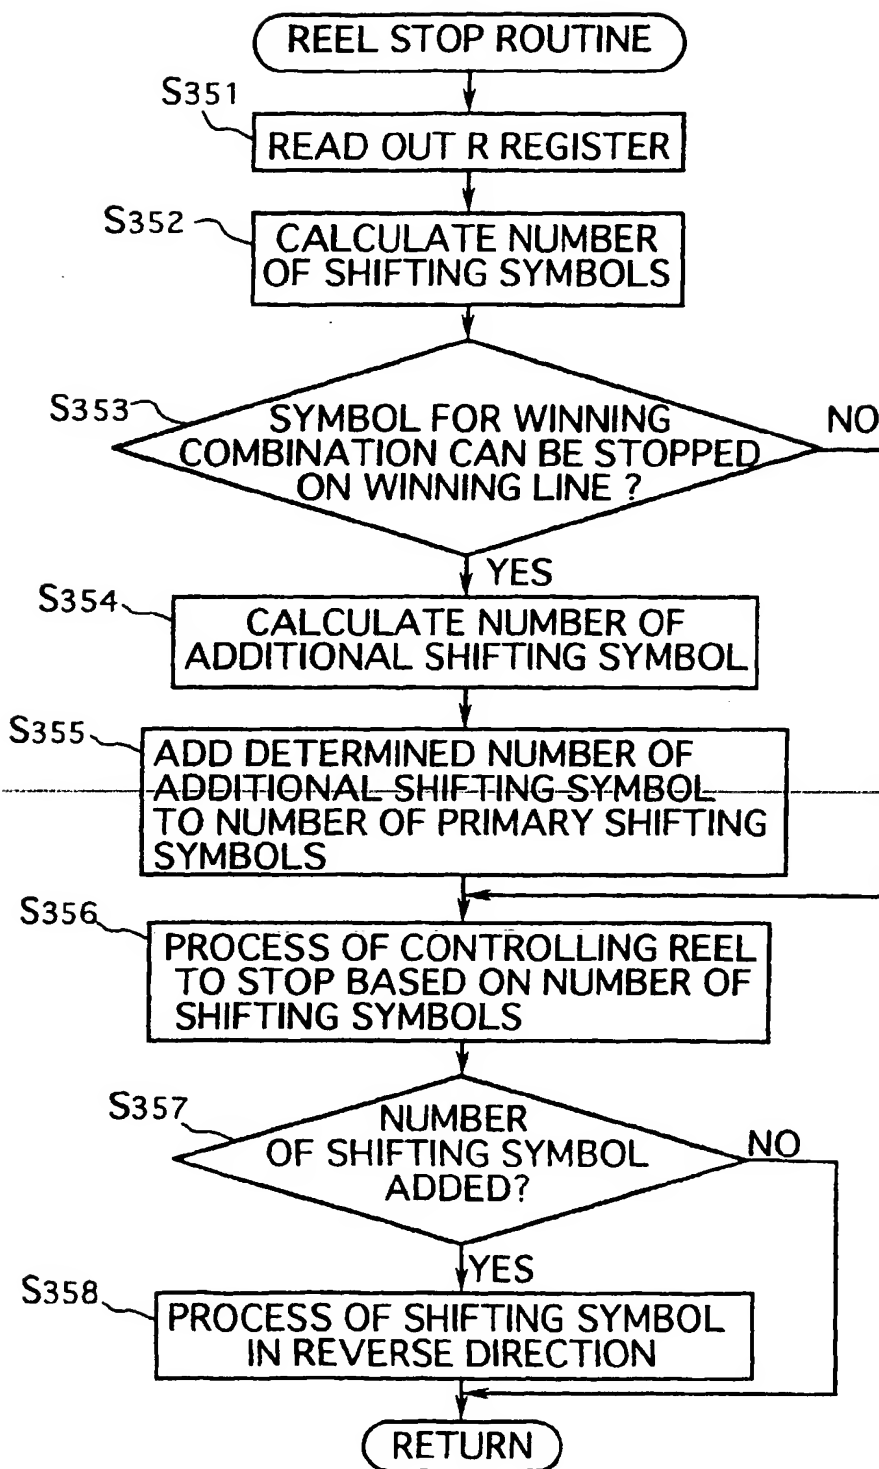 REEL STOP ROUTINE
S351
READ OUT R REGISTER
S352
CALCULATE NUMBER
OF SHIFTING SYMBOLS
S353
SYMBOL FOR WINNING
COMBINATION CAN BE STOPPED
ON WINNING LINE ?
NO
YES
S354
CALCULATE NUMBER OF
ADDITIONAL SHIFTING SYMBOL
S355
ADD DETERMINED NUMBER OF
ADDITIONAL SHIFTING SYMBOL
TO NUMBER OF PRIMARY SHIFTING
SYMBOLS
S356
PROCESS OF CONTROLLING REEL
TO STOP BASED ON NUMBER OF
SHIFTING SYMBOLS
S357
NUMBER
OF SHIFTING SYMBOL
ADDED?
NO
YES
S358
PROCESS OF SHIFTING SYMBOL
IN REVERSE DIRECTION
RETURN